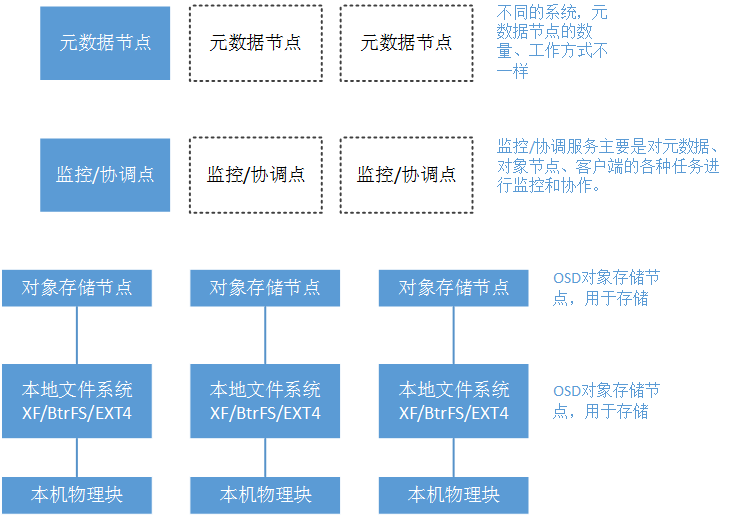 元数据节点
元数据节点
元数据节点
不同的系统，元
数据节点的数
量、工作方式不
一样
监控/协调点
监控/协调点
监控/协调点
监控/协调服务主要是对元数据、
对象节点、客户端的各种任务进
行监控和协作。
对象存储节点
对象存储节点
对象存储节点
OSD对象存储节
点，用于存储
本地文件系统
XF/BtrFS/EXT4
本地文件系统
XF/BtrFS/EXT4
本地文件系统
XF/BtrFS/EXT4
OSD对象存储节
点，用于存储
本机物理块
本机物理块
本机物理块